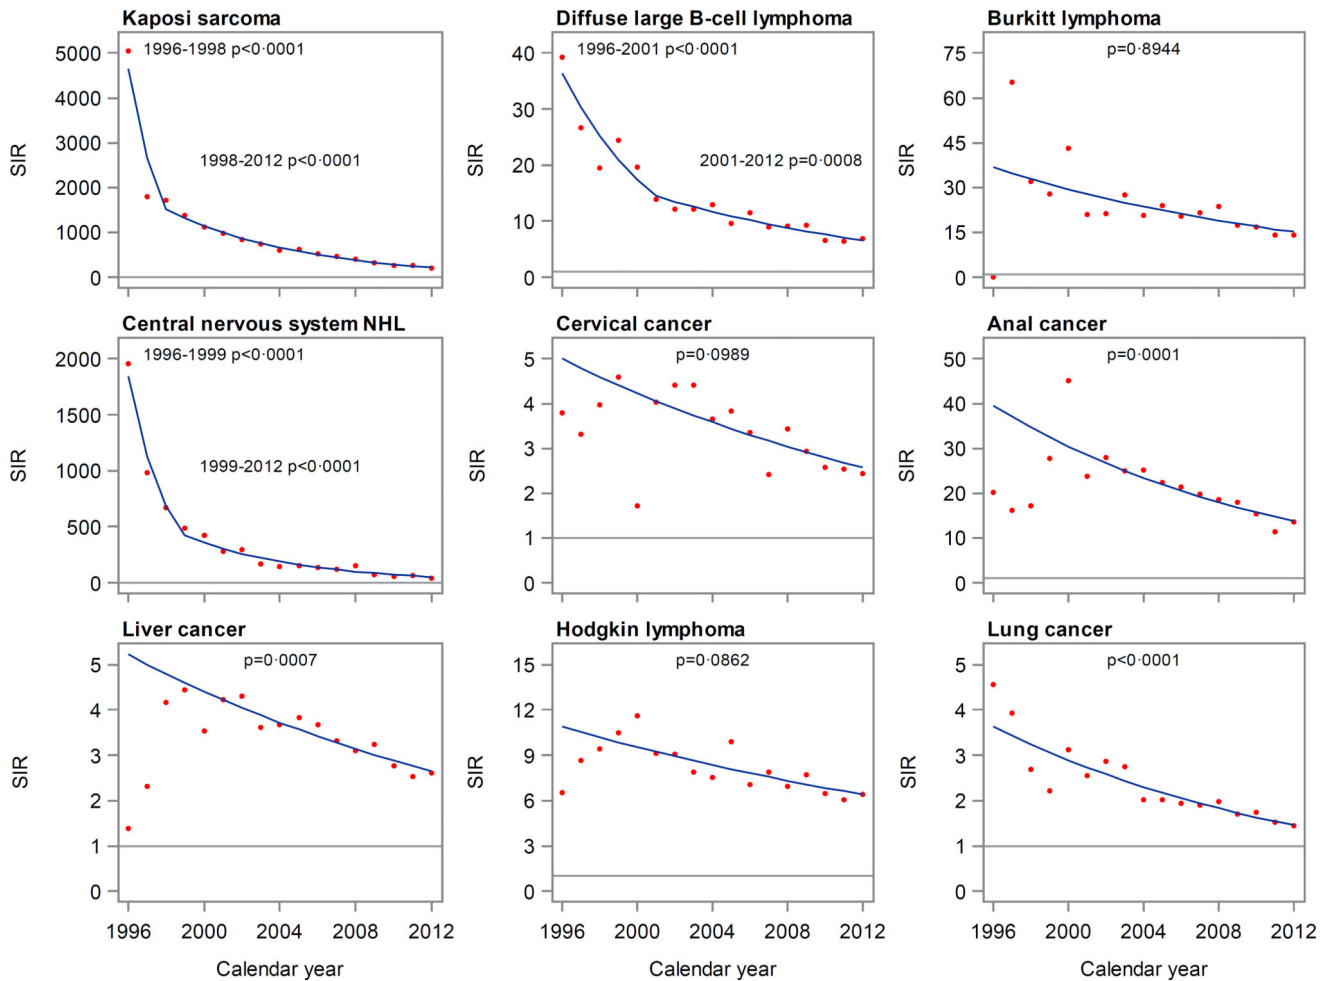 Kaposi sarcoma
5000
4000
3000
2000
1000
0
SIR
1996-1998 p<0·0001
1998-2012 p<0·0001
Diffuse large B-cell lymphoma
40
30
20
10
0
SIR
1996-2001 p<0·0001
2001-2012 p=0·0008
Burkitt lymphoma
75
60
45
30
15
0
SIR
p=0·8944
Central nervous system NHL
2000
1500
1000
500
0
SIR
1996-1999 p<0·0001
1999-2012 p<0·0001
Cervical cancer
5
4
3
2
1
0
SIR
p=0·0989
Anal cancer
50
40
30
20
10
0
SIR
p=0·0001
Liver cancer
5
4
3
2
1
0
SIR
p=0·0007
1996 2000 2004 2008 2012
Calendar year
Hodgkin lymphoma
15
12
9
6
3
0
SIR
p=0·0862
1996 2000 2004 2008 2012
Calendar year
Lung cancer
5
4
3
2
1
0
SIR
p<0·0001
1996 2000 2004 2008 2012
Calendar year